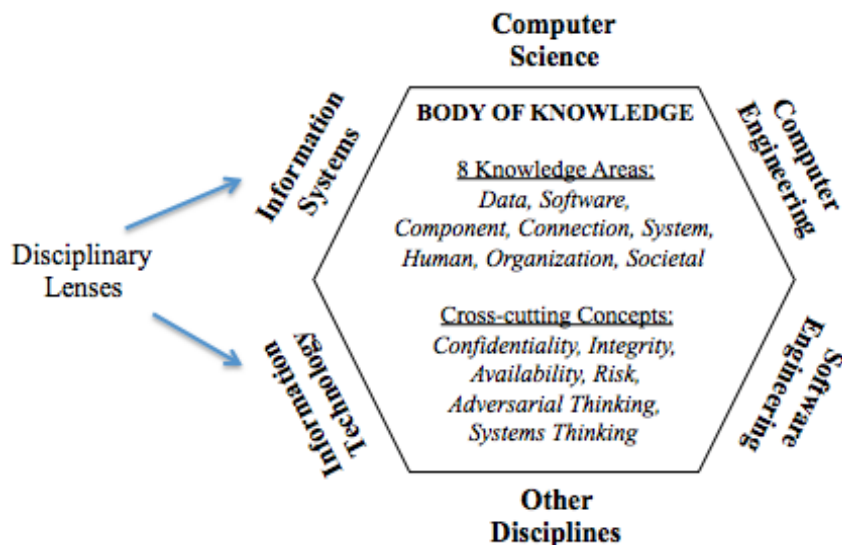 Computer
Science
Information
Systems
Computer
Engineering
BODY OF KNOWLEDGE
8 Knowledge Areas:
Data, Software,
Component, Connection, System,
Human, Organization, Societal
Disciplinary
Lenses
Cross-cutting Concepts:
Confidentiality, Integrity,
Availability, Risk,
Adversarial Thinking,
Systems Thinking
Information
Technology
Software
Engineering
Other
Disciplines